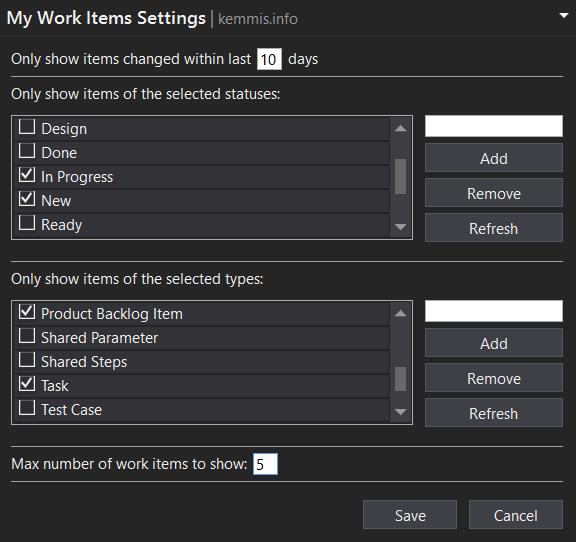 My Work Items Settings | kemmis.info
Only show items changed within last 10 days
Only show items of the selected statuses:
Design
Done
In Progress
New
Ready
Add
Remove
Refresh
Only show items of the selected types:
Product Backlog Item
Shared Parameter
Shared Steps
Task
Test Case
Add
Remove
Refresh
Max number of work items to show: 5
Save Cancel